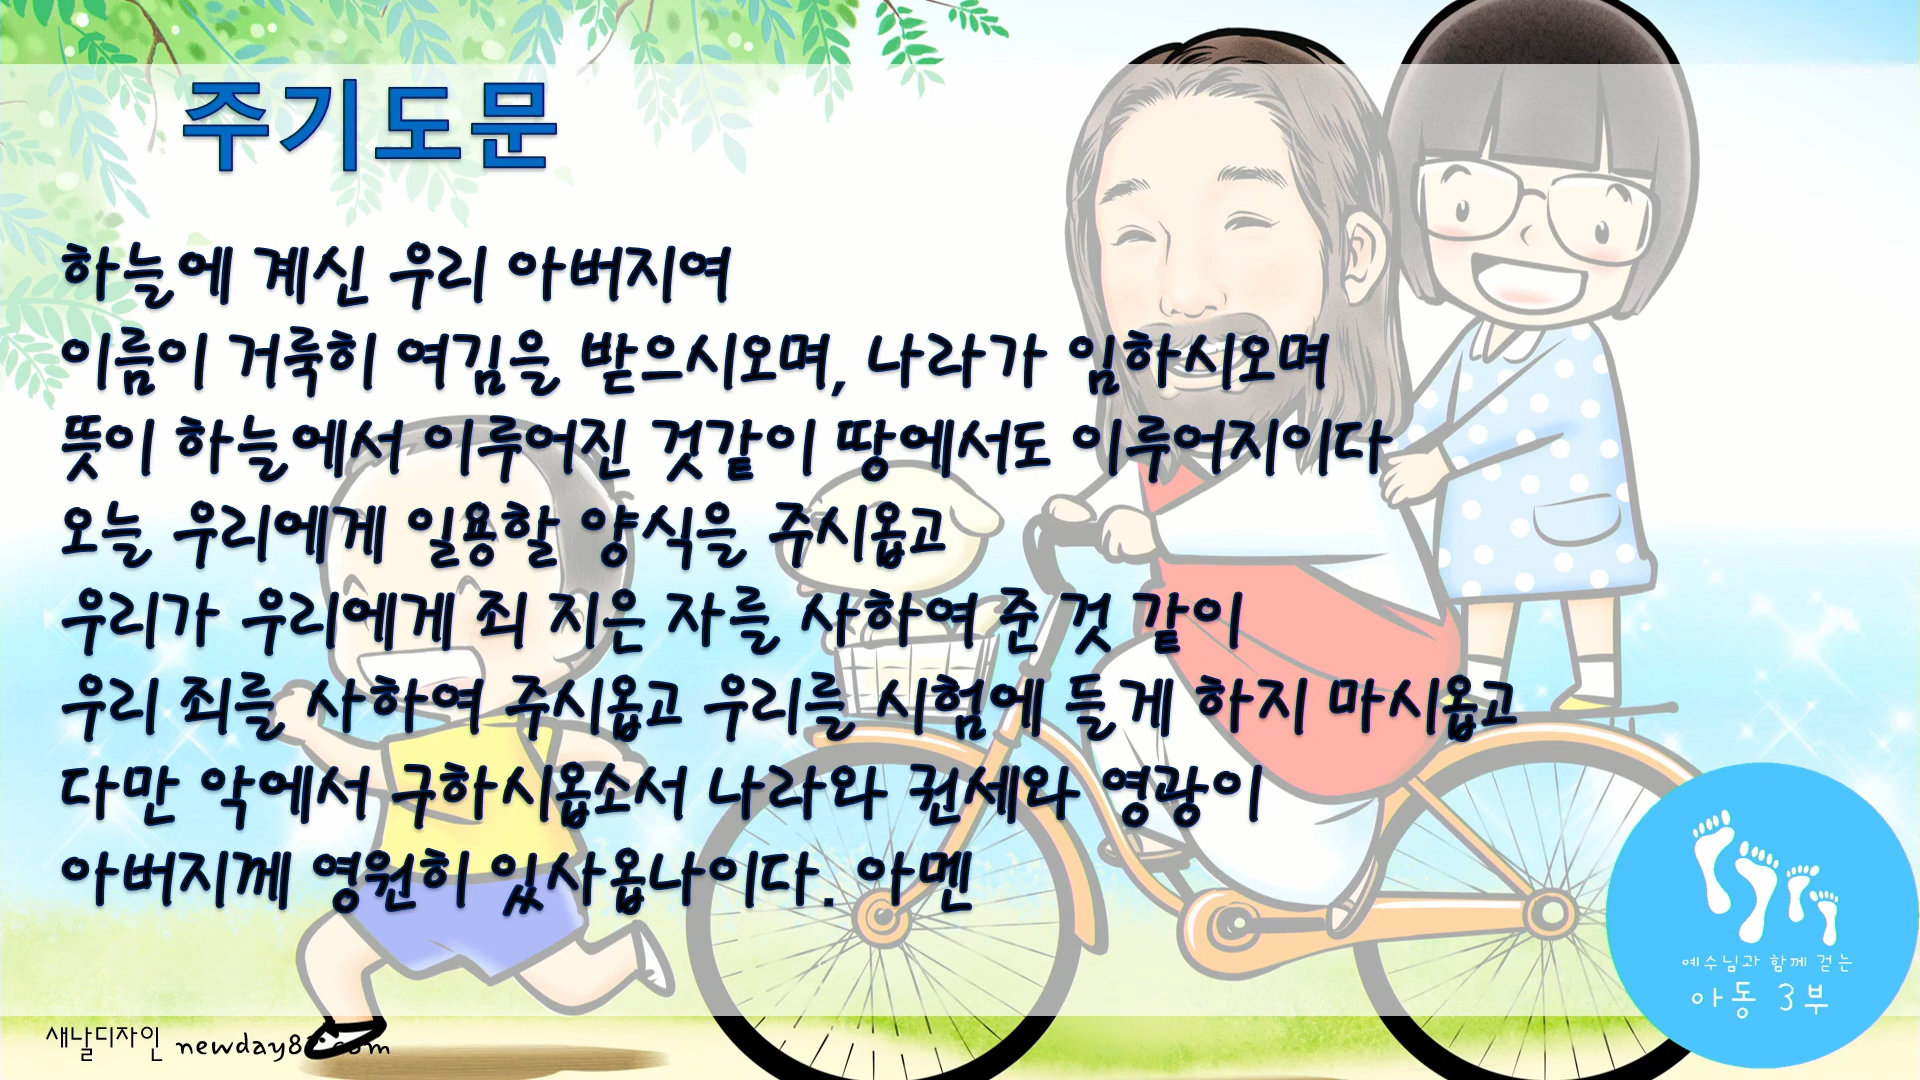 주기도문
하늘에 계신 우리 아버지여
이름이 거룩히 여김을 받으시오며, 나라가 임하시오며
뜻이 하늘에서 이루어진 것같이 땅에서도 이루어지이다
오늘 우리에게 일용할 양식을 주시옵고
우리가 우리에게 죄 지은 자를 사하여 준 것 같이
우리 죄를 사하여 주시옵고 우리를 시험에 들게 하지 마시옵고
다만 악에서 구하시옵소서 나라와 권세와 영광이
아버지께 영원히 있사옵나이다. 아멘
예수님과 함께 걷는
아동 3부
새날디자인